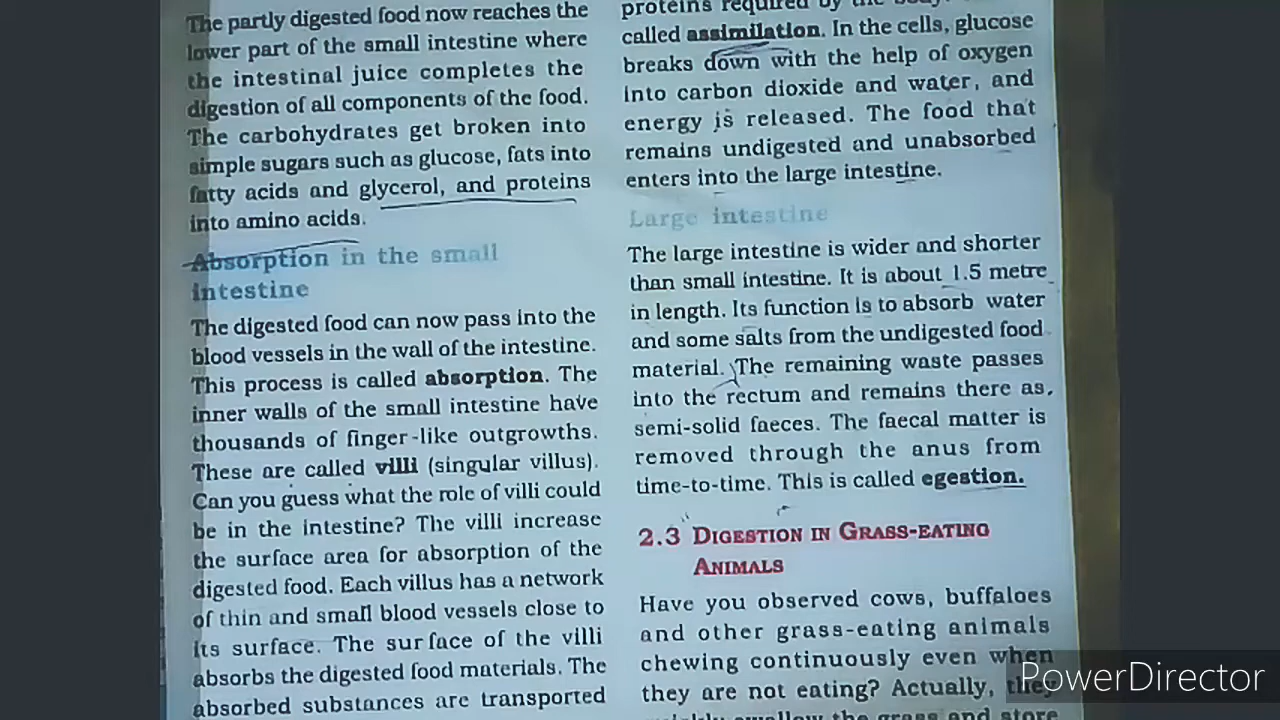 The partly digested food now reaches the
lower part of the small intestine where
the intestinal juice completes the
digestion of all components of the food.
The carbohydrates get broken into
simple sugars such as glucose, fats into
fatty acids and glycerol, and proteins
into amino acids.
Absorption in the small
intestine
The digested food can now pass into the
blood vessels in the wall of the intestine.
This process is called absorption. The
inner walls of the small intestine have
thousands of finger-like outgrowths.
These are called villi (singular villus).
Can you guess what the role of villi could
be in the intestine? The villi increase
the surface area for absorption of the
digested food. Each villus has a network
of thin and small blood vessels close to
its surface. The surface of the villi
absorbs the digested food materials. The
absorbed substances are transported
proteins required by the body.
called assimilation. In the cells, glucose
breaks down with the help of oxygen
into carbon dioxide and water, and
energy is released. The food that
remains undigested and unabsorbed
enters into the large intestine.
Large intestine
The large intestine is wider and shorter
than small intestine. It is about 1.5 metre
in length. Its function is to absorb water
and some salts from the undigested food
material. The remaining waste passes
into the rectum and remains there as
semi-solid faeces. The faecal matter is
removed through the anus from
time-to-time. This is called egestion.
2.3 DIGESTION IN GRASS-EATING
ANIMALS
Have you observed cows, buffaloes
and other grass-eating animals
chewing continuously even when
they are not eating? Actually, they
swallow the grass and store
PowerDirector